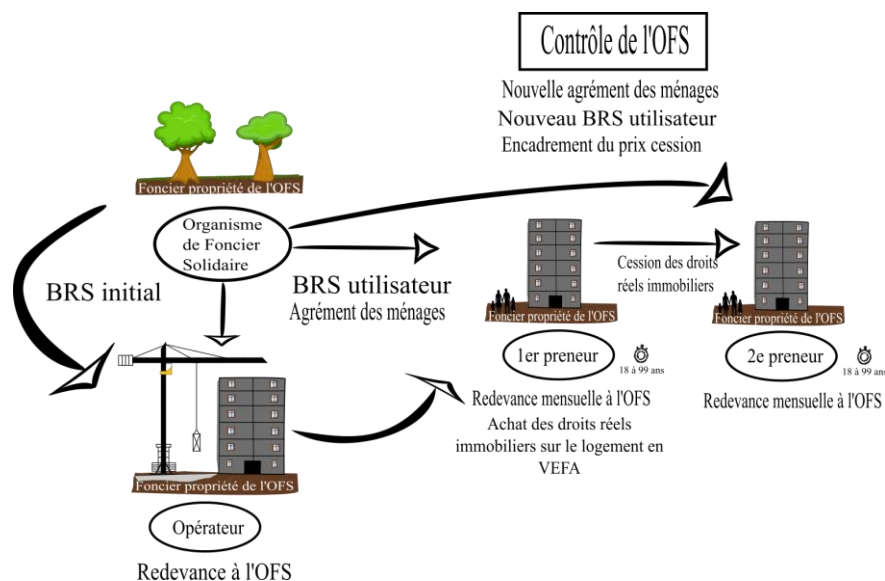 Contrôle de l'OFS
Nouvelle agrément des ménages
Nouveau BRS utilisateur
Encadrement du prix cession
Foncier propriété de l'OFS
Organisme
de Foncier
Solidaire
BRS initial
BRS utilisateur
Agrément des ménages
Cession des droits
réels immobiliers
Foncier propriété de l'OFS
Foncier propriété de l'OFS
1er preneur
18 à 99 ans
2e preneur
18 à 99 ans
Redevance mensuelle à l'OFS
Achat des droits réels
immobiliers sur le logement en
VEFA
Redevance mensuelle à l'OFS
Foncier propriété de l'OFS
Opérateur
Redevance à l'OFS